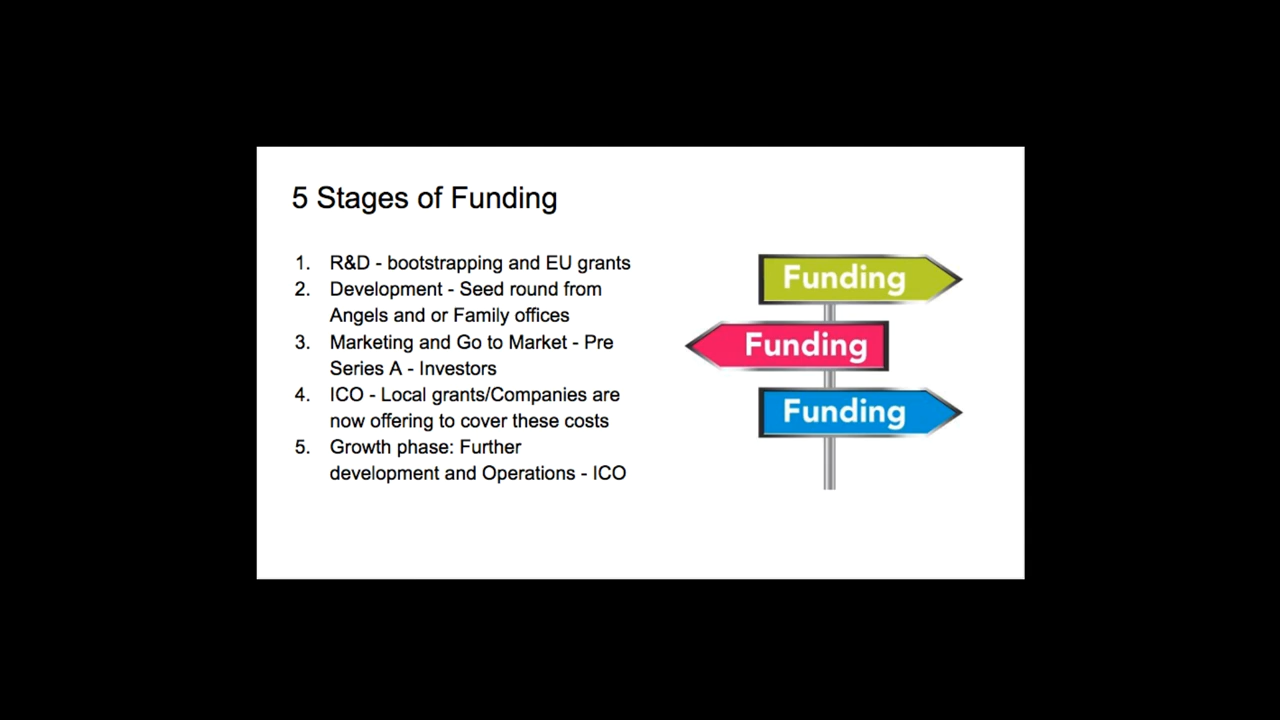 5 Stages of Funding
1. R&D - bootstrapping and EU grants
2. Development - Seed round from
Angels and or Family offices
3. Marketing and Go to Market - Pre
Series A - Investors
4. ICO - Local grants/Companies are
now offering to cover these costs
5. Growth phase: Further
development and Operations - ICO
Funding
Funding
Funding